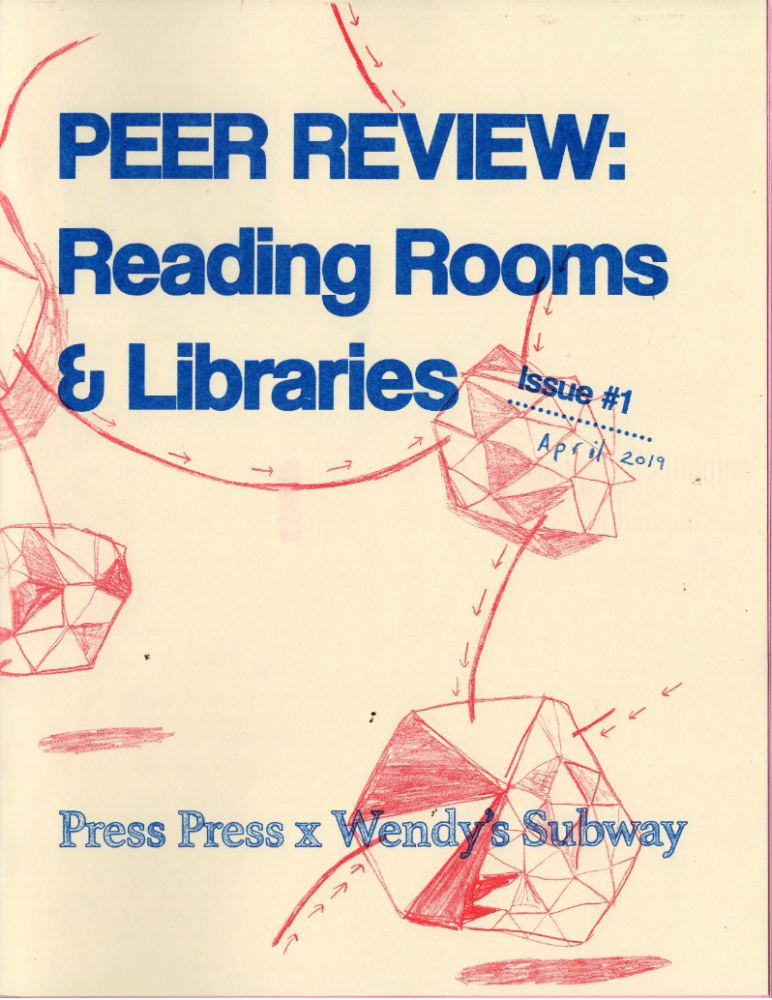 PEER REVIEW:
Reading Rooms
& Libraries
Issue #1
April 2019
Press Press x Wendy's Subway